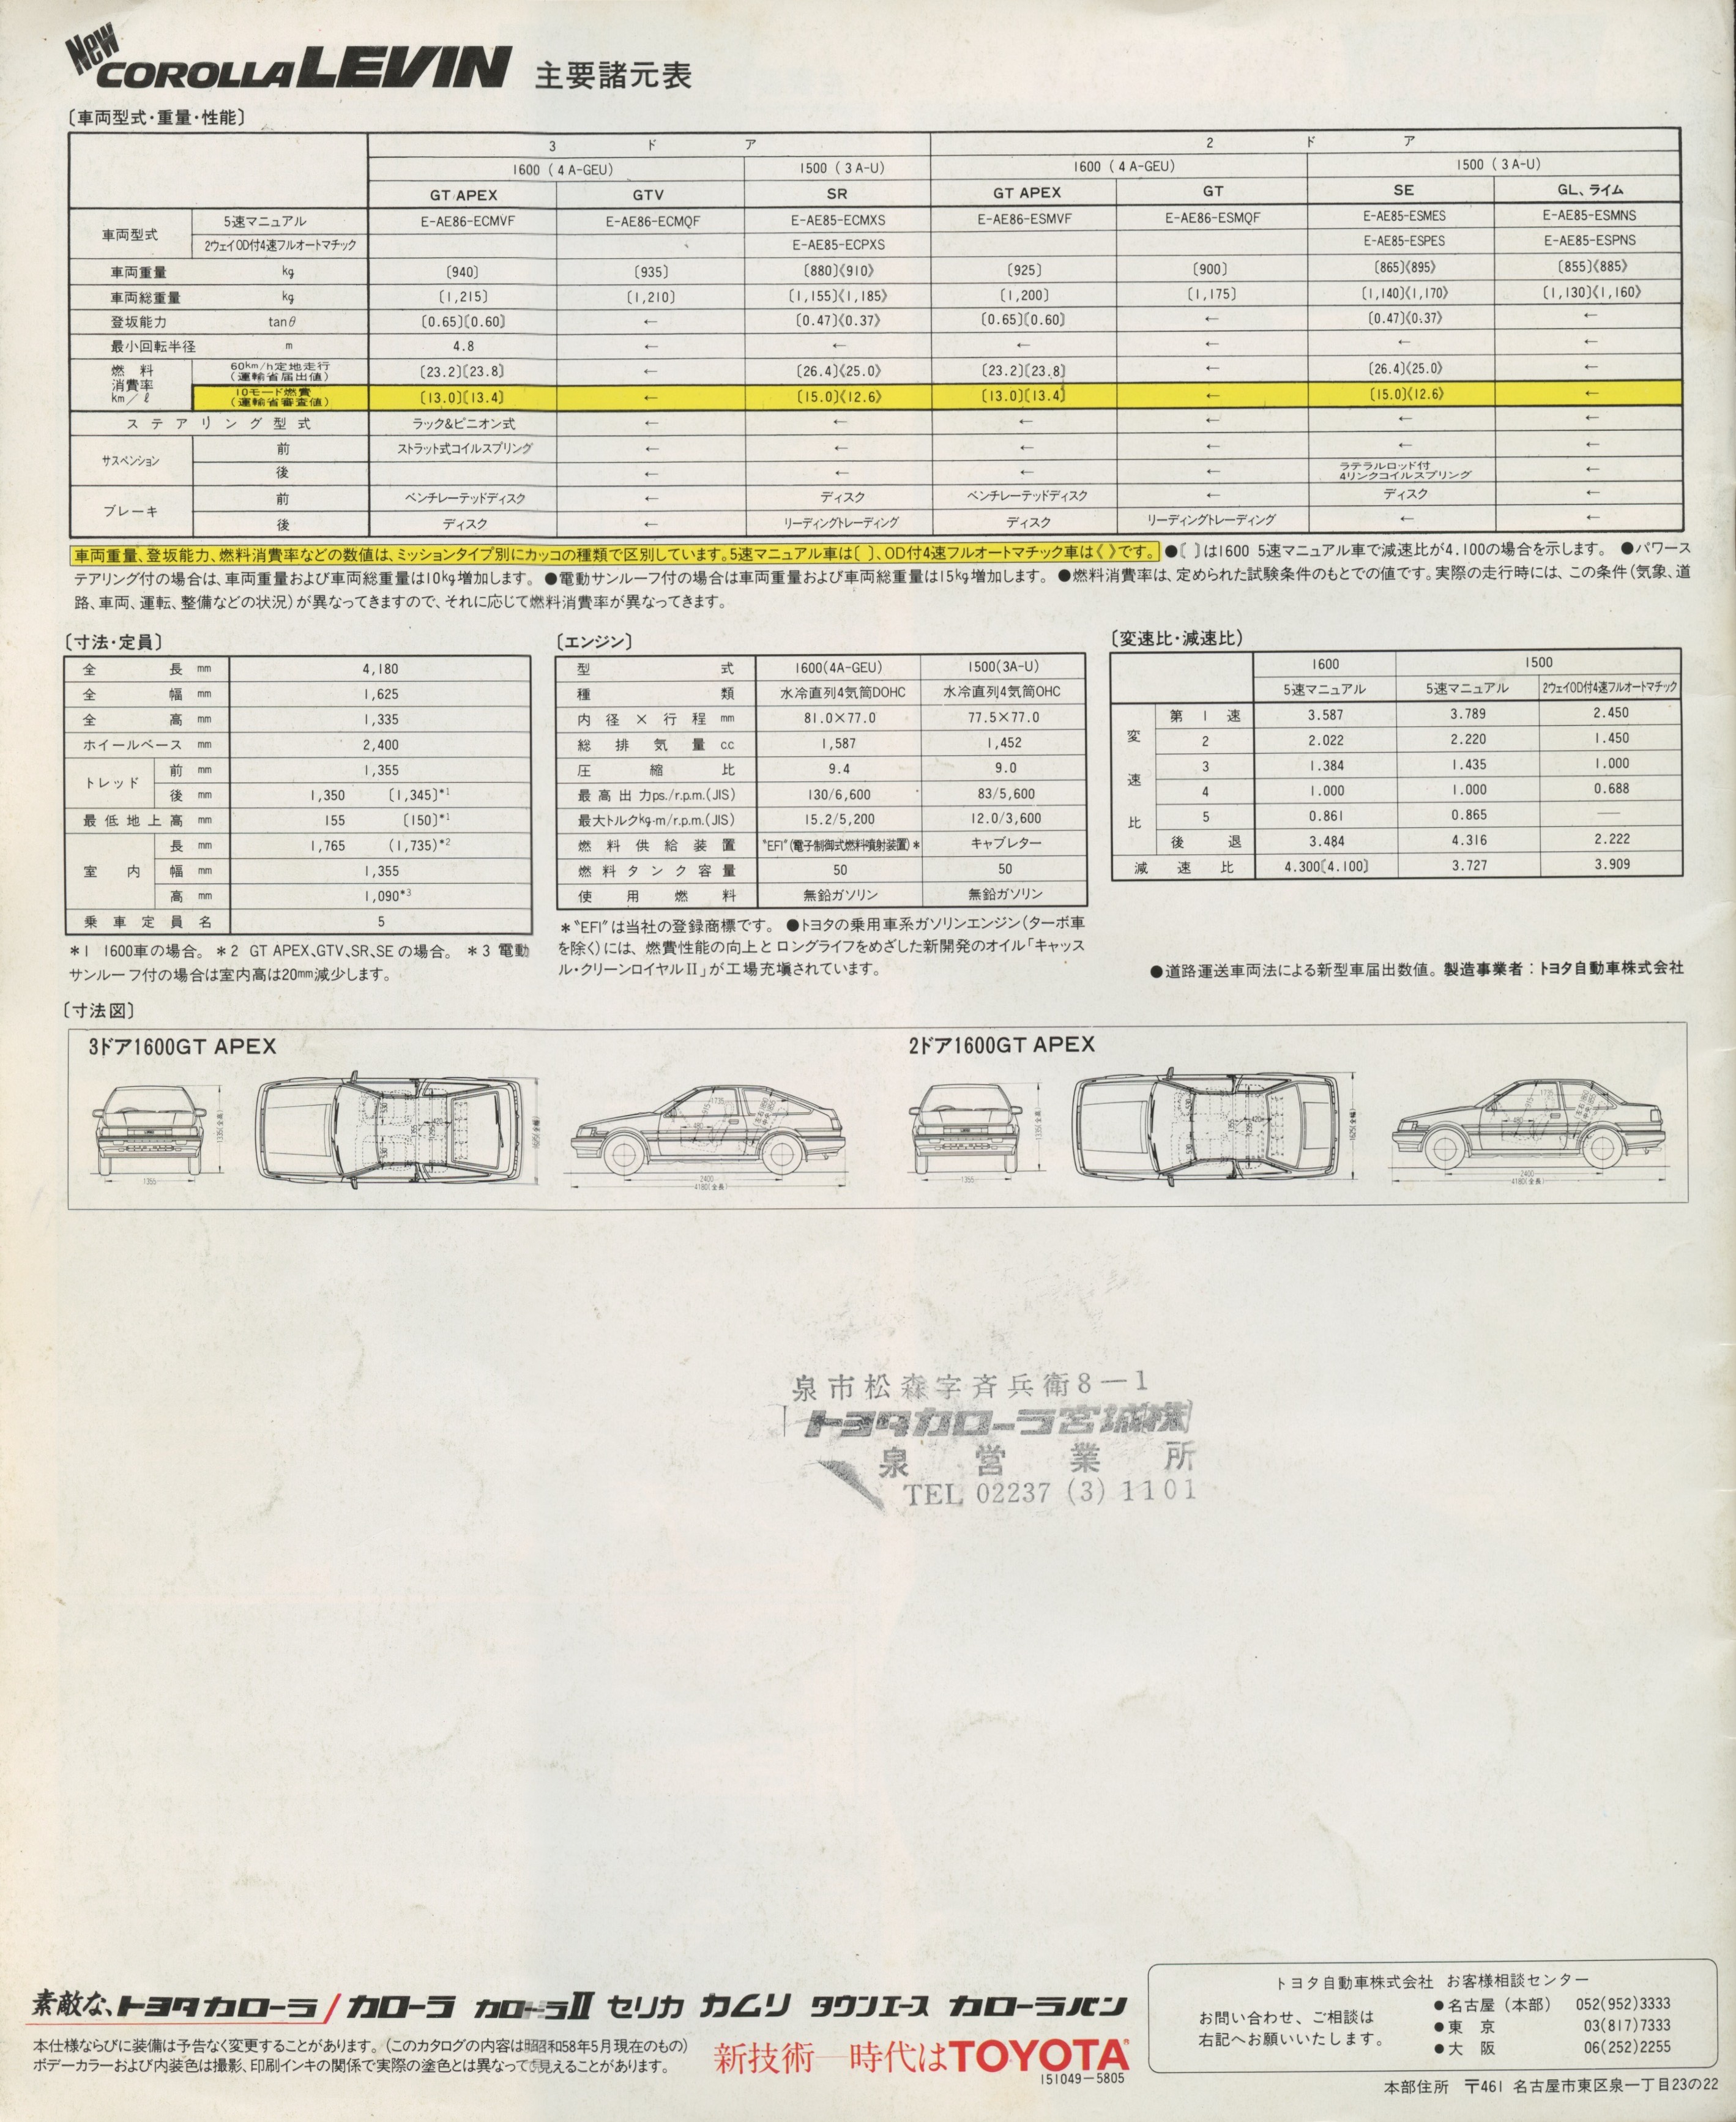 New COROLLA LEVIN 主要諸元表
〔車両型式・重量・性能〕
3ドア 2ドア
1600（4A-GEU） 1500（3A-U） 1600（4A-GEU） 1500（3A-U）
GT APEX GTV SR GT APEX GT SE GL、ライム
車両型式 5速マニュアル E-AE86-ECMVF E-AE86-ECMQF E-AE85-ECMXS E-AE86-ESMVF E-AE86-ESMQF E-AE85-ESMES E-AE85-ESMNS
2ウェイOD付4速フルオートマチック E-AE85-ECPXS E-AE85-ESPES E-AE85-ESPNS
車両重量 kg 〔940〕 〔935〕 〔880〕《910》 〔925〕 〔900〕 〔865〕《895》 〔855〕《885》
車両総重量 kg 〔1,215〕 〔1,210〕 〔1,155〕《1,185》 〔1,200〕 〔1,175〕 〔1,140〕《1,170》 〔1,130〕《1,160》
登坂能力 tanθ 〔0.65〕〔0.60〕 ← 〔0.47〕《0.37》 〔0.65〕〔0.60〕 ← 〔0.47〕《0.37》 ←
最小回転半径 m 4.8 ← ← ← ← ← ←
燃料消費率 km/ℓ 60km/h定地走行（運輸省届出値） 〔23.2〕〔23.8〕 ← 〔26.4〕《25.0》 〔23.2〕〔23.8〕 ← 〔26.4〕《25.0》 ←
10モード燃費（運輸省審査値） 〔13.0〕〔13.4〕 ← 〔15.0〕《12.6》 〔13.0〕〔13.4〕 ← 〔15.0〕《12.6》 ←
ステアリング型式 ラック&ピニオン式 ← ← ← ← ← ←
サスペンション 前 ストラット式コイルスプリング ← ← ← ← ← ←
後 ← ← ← ← ラテラルロッド付4リンクコイルスプリング ←
ブレーキ 前 ベンチレーテッドディスク ← ディスク ベンチレーテッドディスク ← ディスク ←
後 ディスク ← リーディングトレーディング ディスク リーディングトレーディング ← ←
車両重量、登坂能力、燃料消費率などの数値は、ミッションタイプ別にカッコの種類で区別しています。5速マニュアル車は〔 〕、OD付4速フルオートマチック車は《 》です。●〔 〕は1600 5速マニュアル車で減速比が4.100の場合を示します。 ●パワース
テアリング付の場合は、車両重量および車両総重量は10kg増加します。 ●電動サンルーフ付の場合は車両重量および車両総重量は15kg増加します。 ●燃料消費率は、定められた試験条件のもとでの値です。実際の走行時には、この条件（気象、道
路、車両、運転、整備などの状況）が異なってきますので、それに応じて燃料消費率が異なってきます。
〔寸法・定員〕
全長 mm 4,180
全幅 mm 1,625
全高 mm 1,335
ホイールベース mm 2,400
トレッド 前 mm 1,355
後 mm 1,350 〔1,345〕*1
最低地上高 mm 155 〔150〕*1
室内 長 mm 1,765 （1,735）*2
幅 mm 1,355
高 mm 1,090*3
乗車定員 名 5
*1 1600車の場合。 *2 GT APEX、GTV、SR、SEの場合。 *3 電動
サンルーフ付の場合は室内高は20mm減少します。
〔エンジン〕
型式 1600(4A-GEU) 1500(3A-U)
種類 水冷直列4気筒DOHC 水冷直列4気筒OHC
内径×行程 mm 81.0×77.0 77.5×77.0
総排気量 cc 1,587 1,452
圧縮比 9.4 9.0
最高出力ps./r.p.m.(JIS) 130/6,600 83/5,600
最大トルクkg-m/r.p.m.(JIS) 15.2/5,200 12.0/3,600
燃料供給装置 "EFI"(電子制御式燃料噴射装置)* キャブレター
燃料タンク容量 50 50
使用燃料 無鉛ガソリン 無鉛ガソリン
*"EFI"は当社の登録商標です。 ●トヨタの乗用車系ガソリンエンジン（ターボ車
を除く）には、燃費性能の向上とロングライフをめざした新開発のオイル「キャッス
ル・クリーンロイヤルII」が工場充塡されています。
〔変速比・減速比〕
1600 1500
5速マニュアル 5速マニュアル 2ウェイOD付4速フルオートマチック
変速比 第1速 3.587 3.789 2.450
2 2.022 2.220 1.450
3 1.384 1.435 1.000
4 1.000 1.000 0.688
5 0.861 0.865 —
後退 3.484 4.316 2.222
減速比 4.300〔4.100〕 3.727 3.909
●道路運送車両法による新型車届出数値。 製造事業者：トヨタ自動車株式会社
〔寸法図〕
3ドア1600GT APEX
1355
1335(全高)
1625(全幅)
2400
4180(全長)
2ドア1600GT APEX
1355
1335(全高)
1625(全幅)
2400
4180(全長)
泉市松森字斉兵衛8－1
トヨタカローラ宮城㈱
泉営業所
TEL 02237 (3) 1101
素敵な、トヨタカローラ/カローラ カローラII セリカ カムリ タウンエース カローラバン
本仕様ならびに装備は予告なく変更することがあります。（このカタログの内容は昭和58年5月現在のもの）
ボデーカラーおよび内装色は撮影、印刷インキの関係で実際の塗色とは異なって見えることがあります。
新技術—時代はTOYOTA
151049－5805
トヨタ自動車株式会社 お客様相談センター
お問い合わせ、ご相談は
右記へお願いいたします。
●名古屋（本部） 052(952)3333
●東京 03(817)7333
●大阪 06(252)2255
本部住所 〒461 名古屋市東区泉一丁目23の22